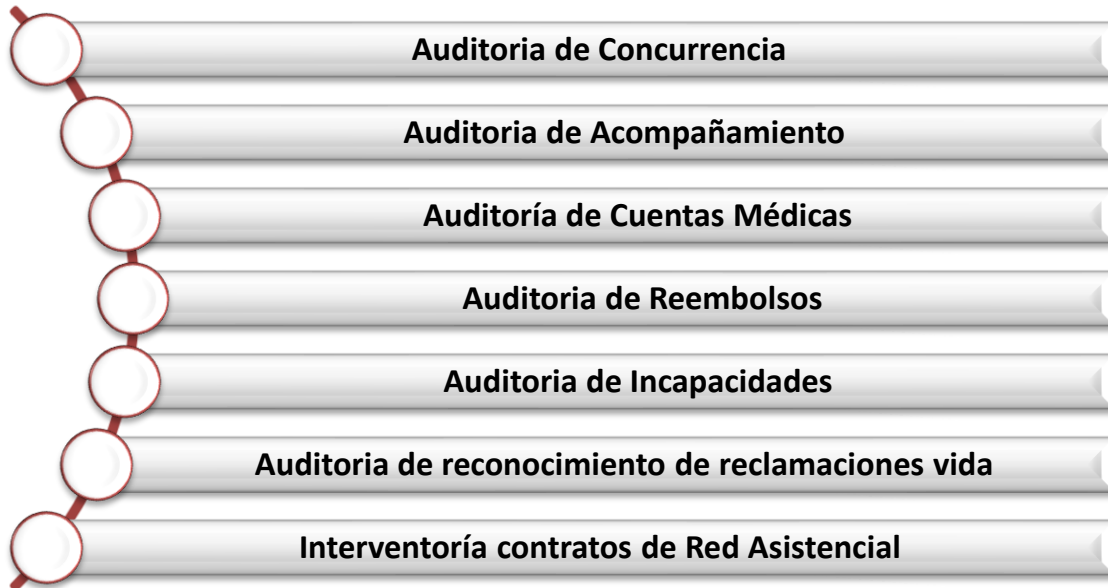 Auditoria de Concurrencia
Auditoria de Acompañamiento
Auditoría de Cuentas Médicas
Auditoria de Reembolsos
Auditoria de Incapacidades
Auditoria de reconocimiento de reclamaciones vida
Interventoría contratos de Red Asistencial